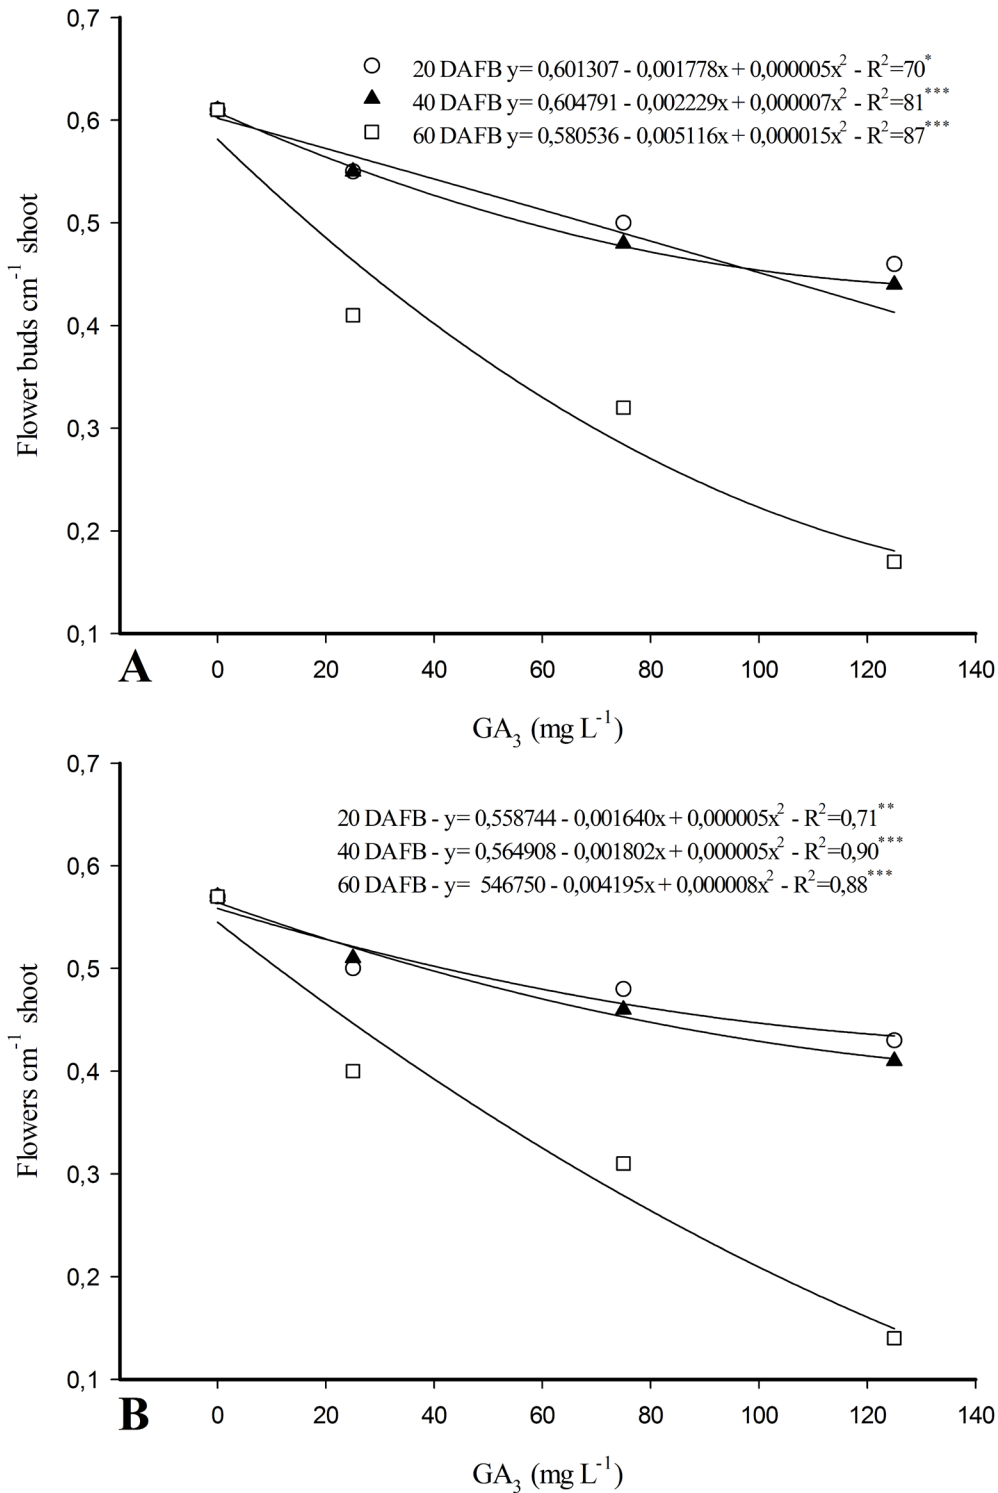 0,7
20 DAFB y= 0,601307 - 0,001778x + 0,000005x² - R²=70*
40 DAFB y= 0,604791 - 0,002229x + 0,000007x² - R²=81***
60 DAFB y= 0,580536 - 0,005116x + 0,000015x² - R²=87***
0,6
0,5
0,4
0,3
0,2
0,1
Flower buds cm⁻¹ shoot
A
0 20 40 60 80 100 120 140
GA₃ (mg L⁻¹)
0,7
20 DAFB - y= 0,558744 - 0,001640x + 0,000005x² - R²=0,71**
40 DAFB - y= 0,564908 - 0,001802x + 0,000005x² - R²=0,90***
60 DAFB - y= 546750 - 0,004195x + 0,000008x² - R²=0,88***
0,6
0,5
0,4
0,3
0,2
0,1
Flowers cm⁻¹ shoot
B
0 20 40 60 80 100 120 140
GA₃ (mg L⁻¹)